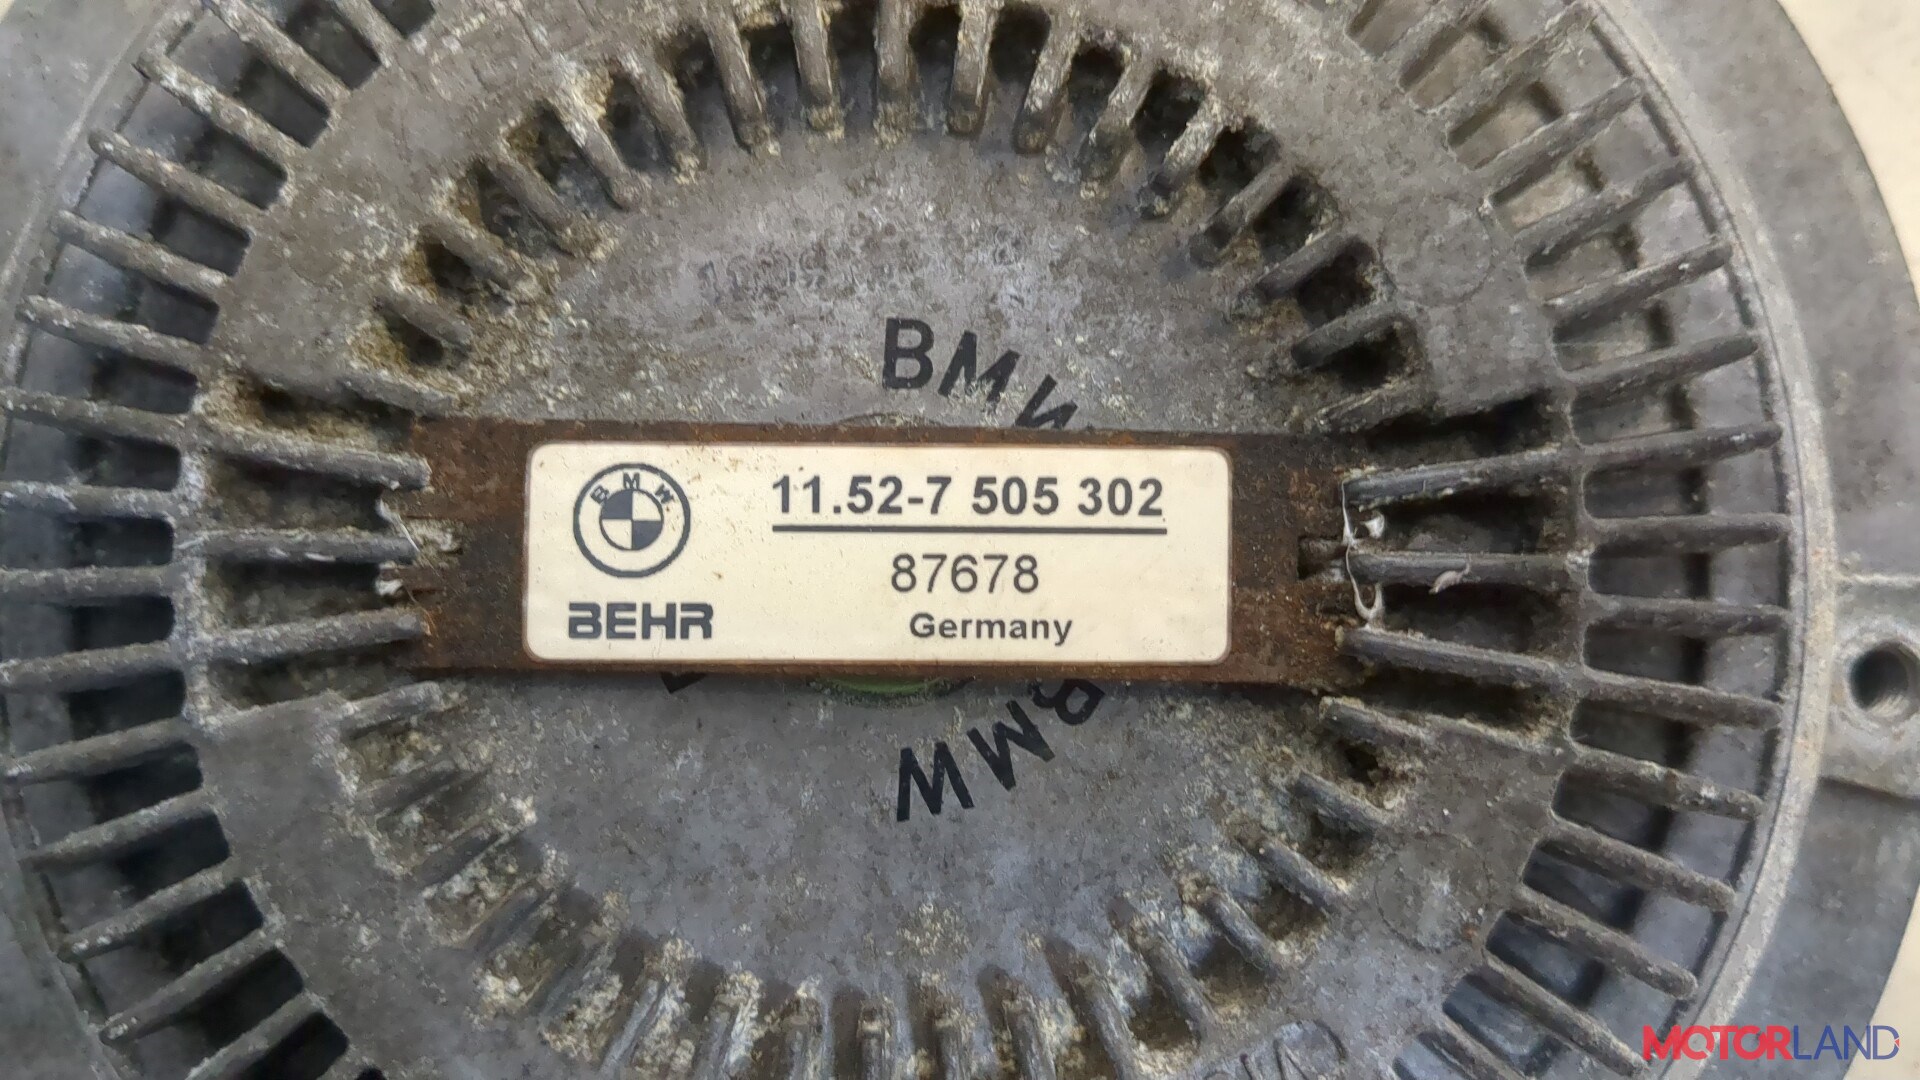 BMW
BMW
11.52-7 505 302
87678
BEHR
Germany
BMW
MOTORLAND